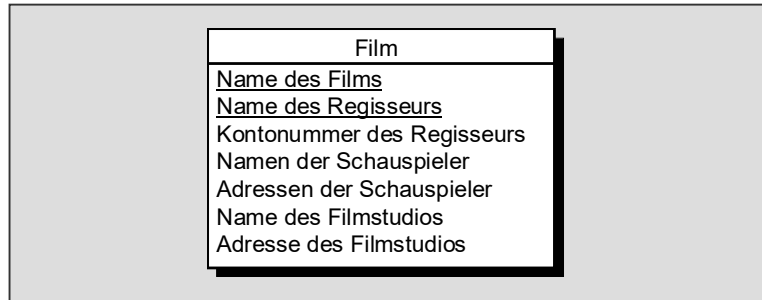 Film
Name des Films
Name des Regisseurs
Kontonummer des Regisseurs
Namen der Schauspieler
Adressen der Schauspieler
Name des Filmstudios
Adresse des Filmstudios